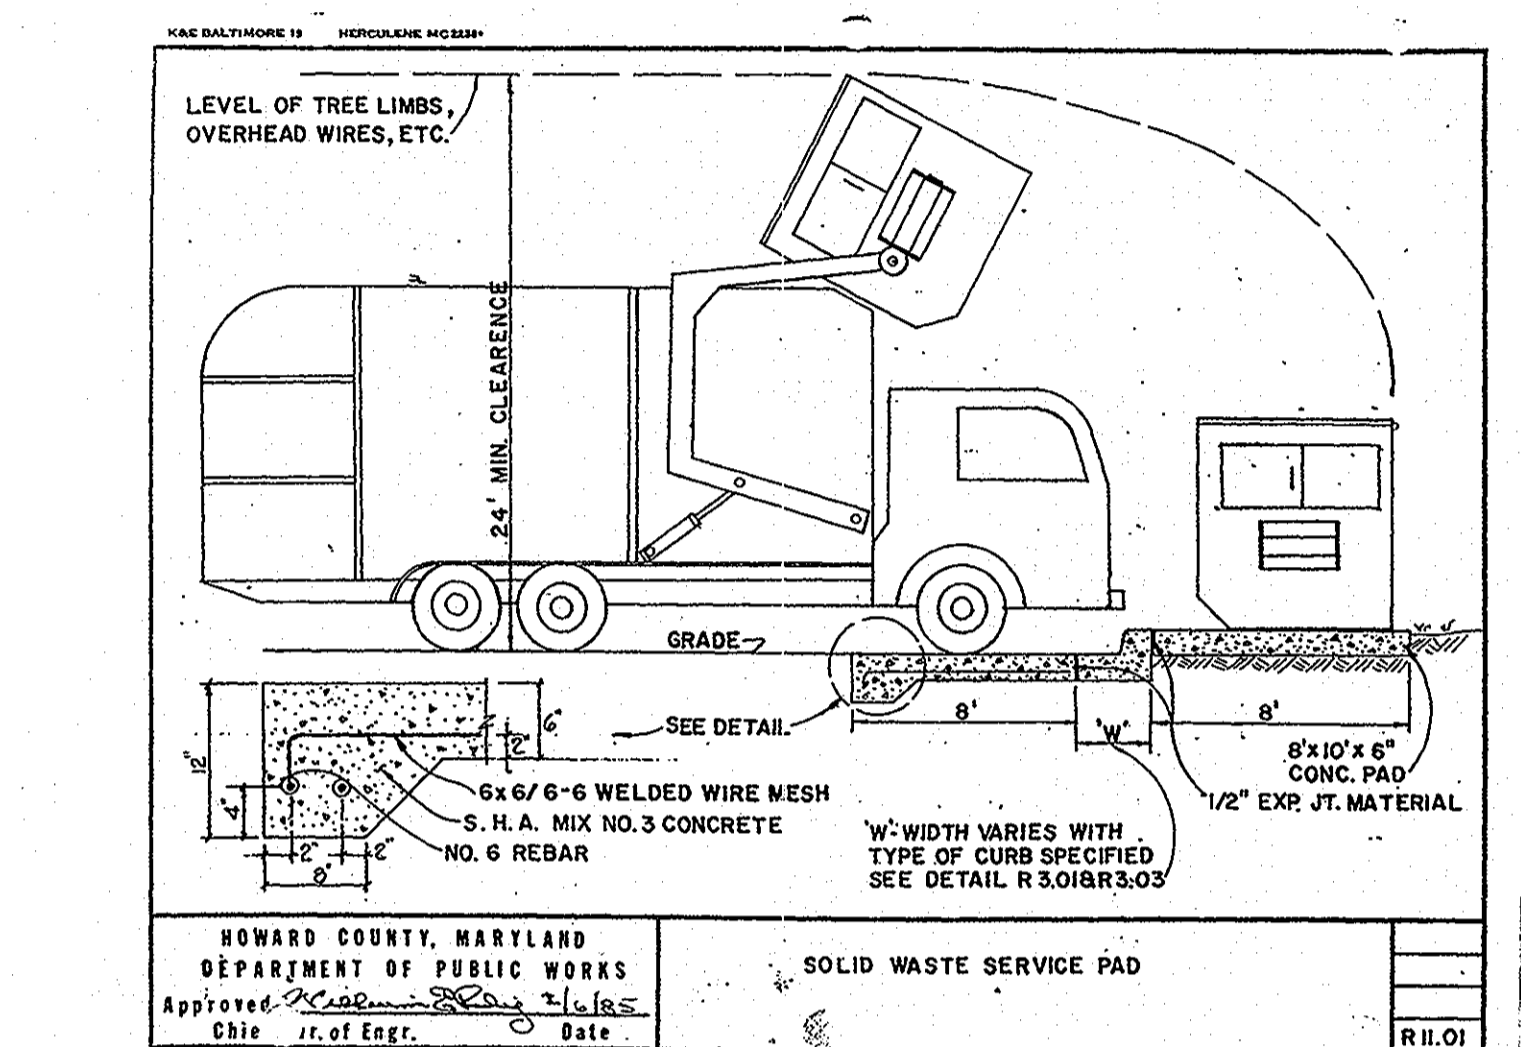 K&E BALTIMORE 19 HERCULENE
LEVEL OF TREE LIMBS,
OVERHEAD WIRES, ETC.
24' MIN. CLEARENCE
GRADE
SEE DETAIL
8'
'W'
8'
8'x10'x6"
CONC. PAD
1/2" EXP. JT. MATERIAL
12"
4"
6"
2"
6x6/6-6 WELDED WIRE MESH
S.H.A. MIX NO.3 CONCRETE
NO. 6 REBAR
2"
2"
8"
'W'-WIDTH VARIES WITH
TYPE OF CURB SPECIFIED
SEE DETAIL R3.01&R3.03
HOWARD COUNTY, MARYLAND
DEPARTMENT OF PUBLIC WORKS
Approved 2/6/85
Chie r. of Engr. Date
SOLID WASTE SERVICE PAD
R11.01